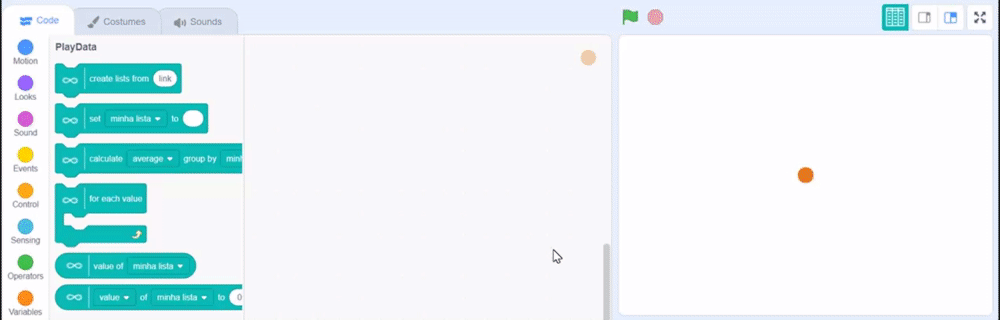 Code
Costumes
Sounds
Motion
Looks
Sound
Events
Control
Sensing
Operators
Variables
PlayData
create lists from link
set minha lista to
calculate average group by
for each value
value of minha lista
value of minha lista to 0